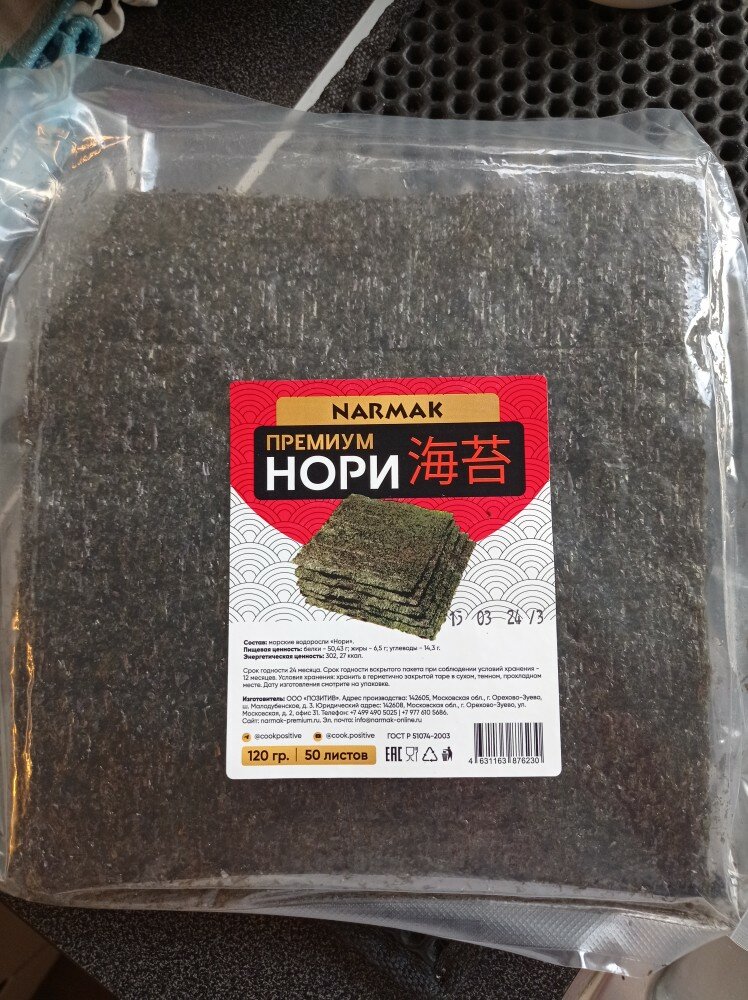 NARMAK
ПРЕМИУМ
НОРИ 海苔
15 03 24 /3
Состав: морские водоросли «Нори».
Пищевая ценность: белки - 50,43 г; жиры - 6,5 г; углеводы - 14,3 г.
Энергетическая ценность: 302, 27 ккал.
Срок годности 24 месяца. Срок годности вскрытого пакета при соблюдении условий хранения -
12 месяцев. Условия хранения: хранить в герметично закрытой таре в сухом, темном, прохладном
месте. Дату изготовления смотрите на упаковке.
Изготовитель: ООО «ПОЗИТИВ». Адрес производства: 142605, Московская обл., г. Орехово-Зуево,
ш. Малодубенское, д. 3. Юридический адрес: 142608, Московская обл., г. Орехово-Зуево, ул.
Московская, д. 2, офис 31. Телефон: +7 499 490 5025 | +7 977 610 5686.
Сайт: narmak-premium.ru, Эл. почта: info@narmak-online.ru
@cookpositive @cook.positive ГОСТ Р 51074-2003
120 гр. | 50 листов EAC
4 631163 876230